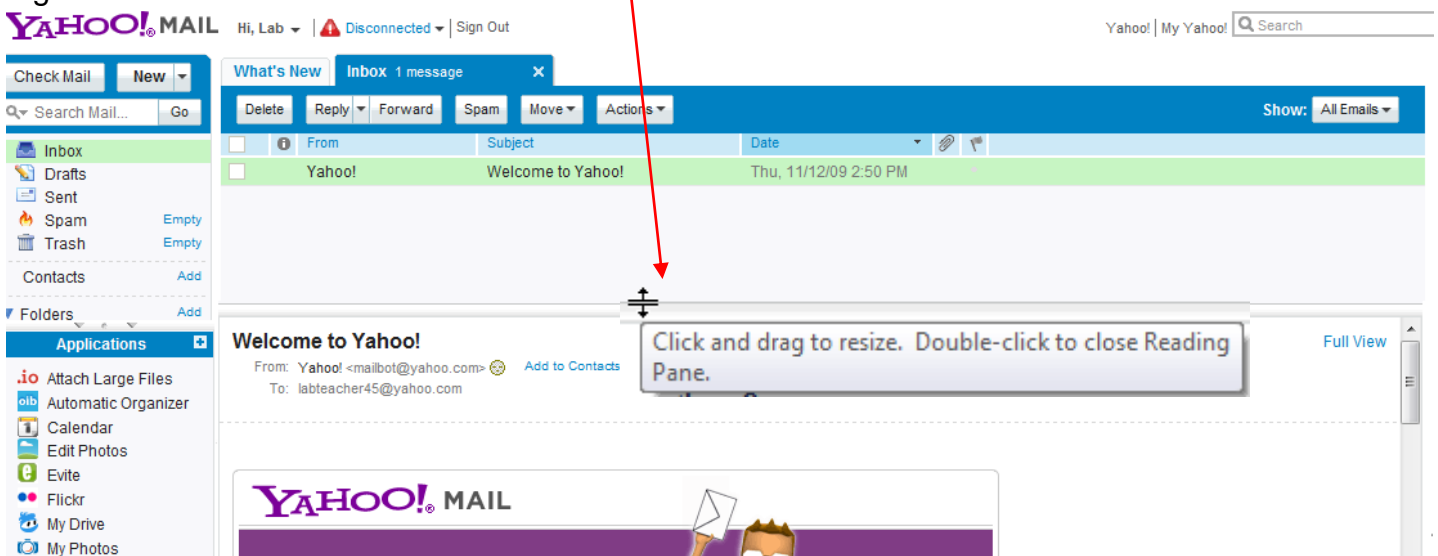 YAHOO! MAIL Hi, Lab Disconnected Sign Out Yahoo! My Yahoo! Search
Check Mail New What's New Inbox 1 message X
Search Mail... Go Delete Reply Forward Spam Move Actions Show: All Emails
From Subject Date
Inbox
Yahoo! Welcome to Yahoo! Thu, 11/12/09 2:50 PM
Drafts
Sent
Spam Empty
Trash Empty
Contacts Add
Folders Add
Applications
.io Attach Large Files
oib Automatic Organizer
1 Calendar
Edit Photos
e Evite
Flickr
My Drive
My Photos
Welcome to Yahoo! Full View
From: Yahoo! <mailbot@yahoo.com> Add to Contacts
To: labteacher45@yahoo.com
Click and drag to resize. Double-click to close Reading
Pane.
YAHOO! MAIL